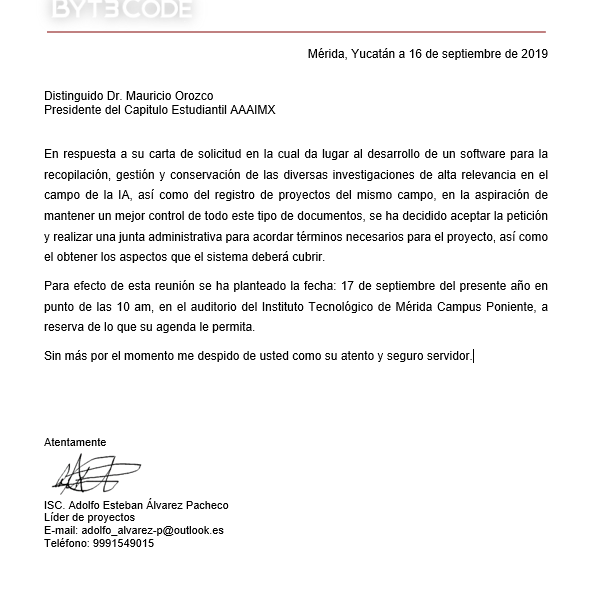 BYT3CODE
Mérida, Yucatán a 16 de septiembre de 2019
Distinguido Dr. Mauricio Orozco
Presidente del Capitulo Estudiantil AAAIMX
En respuesta a su carta de solicitud en la cual da lugar al desarrollo de un software para la
recopilación, gestión y conservación de las diversas investigaciones de alta relevancia en el
campo de la IA, así como del registro de proyectos del mismo campo, en la aspiración de
mantener un mejor control de todo este tipo de documentos, se ha decidido aceptar la petición
y realizar una junta administrativa para acordar términos necesarios para el proyecto, así como
el obtener los aspectos que el sistema deberá cubrir.
Para efecto de esta reunión se ha planteado la fecha: 17 de septiembre del presente año en
punto de las 10 am, en el auditorio del Instituto Tecnológico de Mérida Campus Poniente, a
reserva de lo que su agenda le permita.
Sin más por el momento me despido de usted como su atento y seguro servidor.
Atentamente
ISC. Adolfo Esteban Álvarez Pacheco
Líder de proyectos
E-mail: adolfo_alvarez-p@outlook.es
Teléfono: 9991549015